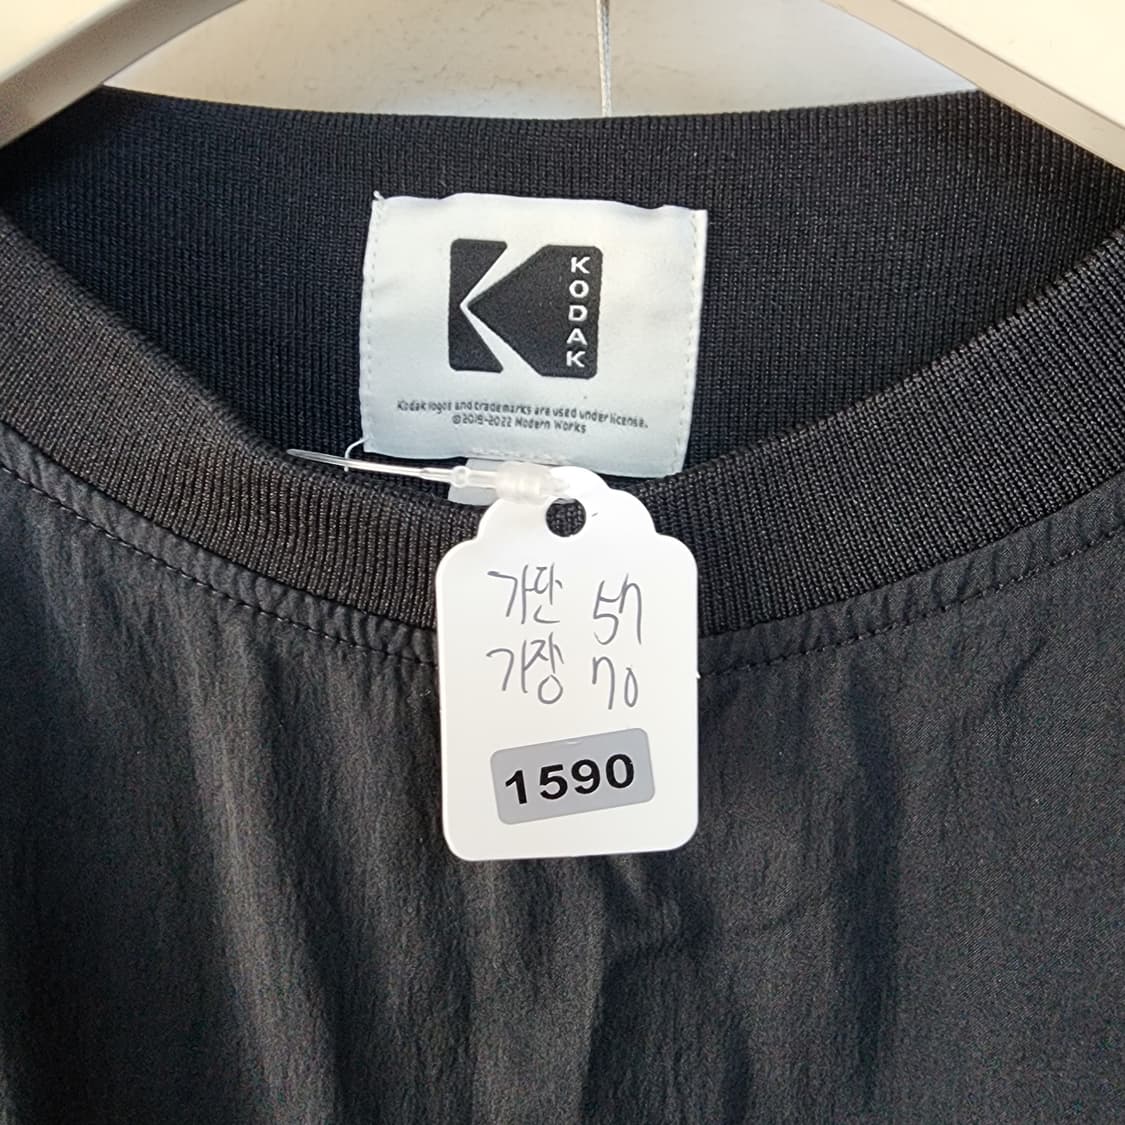 KODAK
Kodak logos and trademarks are used under license.
©2019-2022 Modern Works
가단 57
가장 70
1590